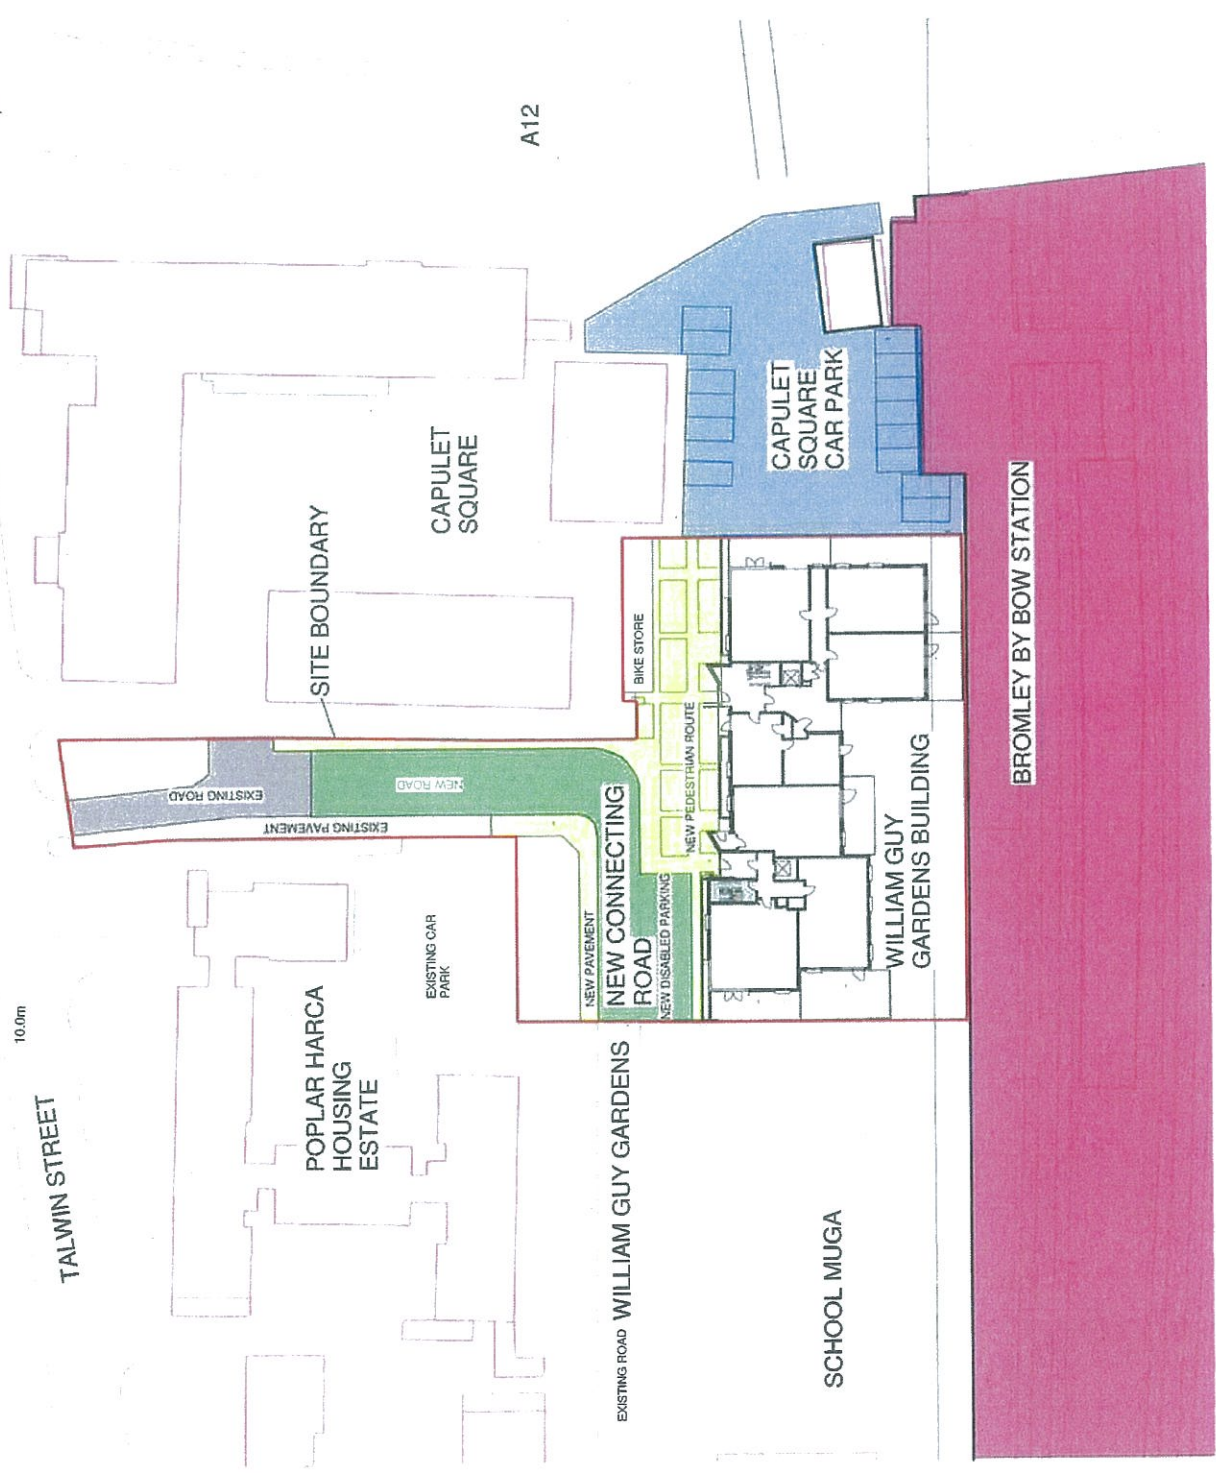 10.0m
TALWIN STREET
POPLAR HARCA
HOUSING
ESTATE
EXISTING CAR
PARK
EXISTING ROAD
EXISTING PAVEMENT
NEW ROAD
SITE BOUNDARY
CAPULET
SQUARE
A12
EXISTING ROAD WILLIAM GUY GARDENS
NEW PAVEMENT
NEW CONNECTING
ROAD
NEW DISABLED PARKING
NEW PEDESTRIAN ROUTE
BIKE STORE
CAPULET
SQUARE
CAR PARK
SCHOOL MUGA
WILLIAM GUY
GARDENS BUILDING
BROMLEY BY BOW STATION